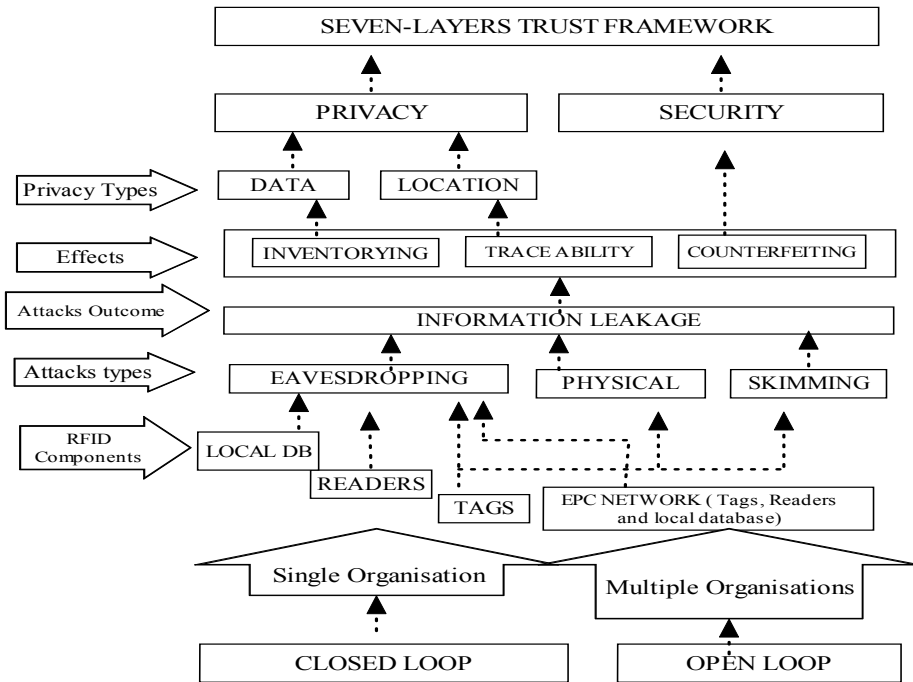 SEVEN-LAYERS TRUST FRAMEWORK
PRIVACY
SECURITY
Privacy Types
DATA
LOCATION
Effects
INVENTORYING
TRACE ABILITY
COUNTERFEITING
Attacks Outcome
INFORMATION LEAKAGE
Attacks types
EAVESDROPPING
PHYSICAL
SKIMMING
RFID
Components
LOCAL DB
READERS
TAGS
EPC NETWORK ( Tags, Readers
and local database)
Single Organisation
Multiple Organisations
CLOSED LOOP
OPEN LOOP